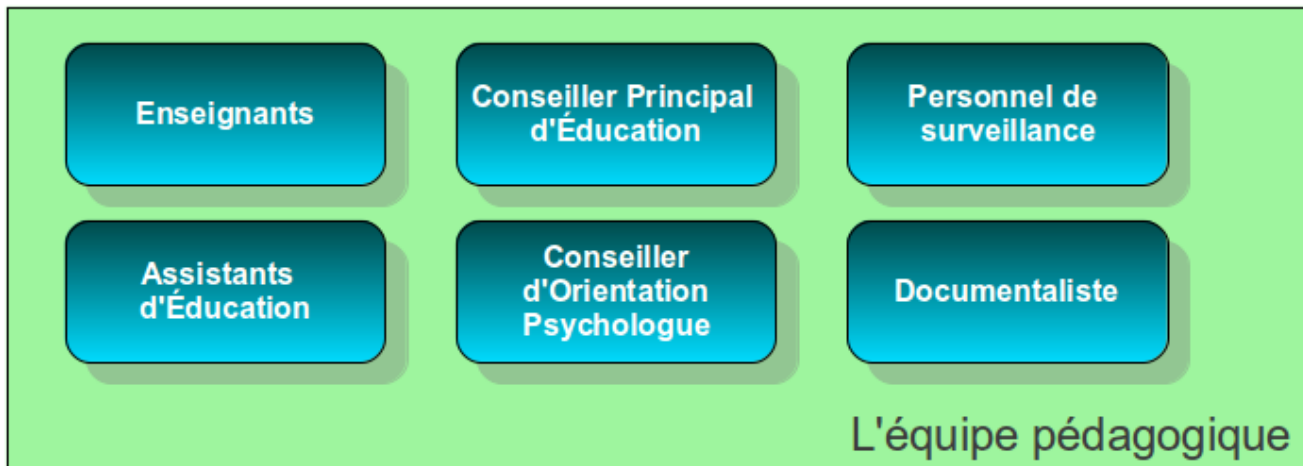 Enseignants
Conseiller Principal
d'Éducation
Personnel de
surveillance
Assistants
d'Éducation
Conseiller
d'Orientation
Psychologue
Documentaliste
L'équipe pédagogique